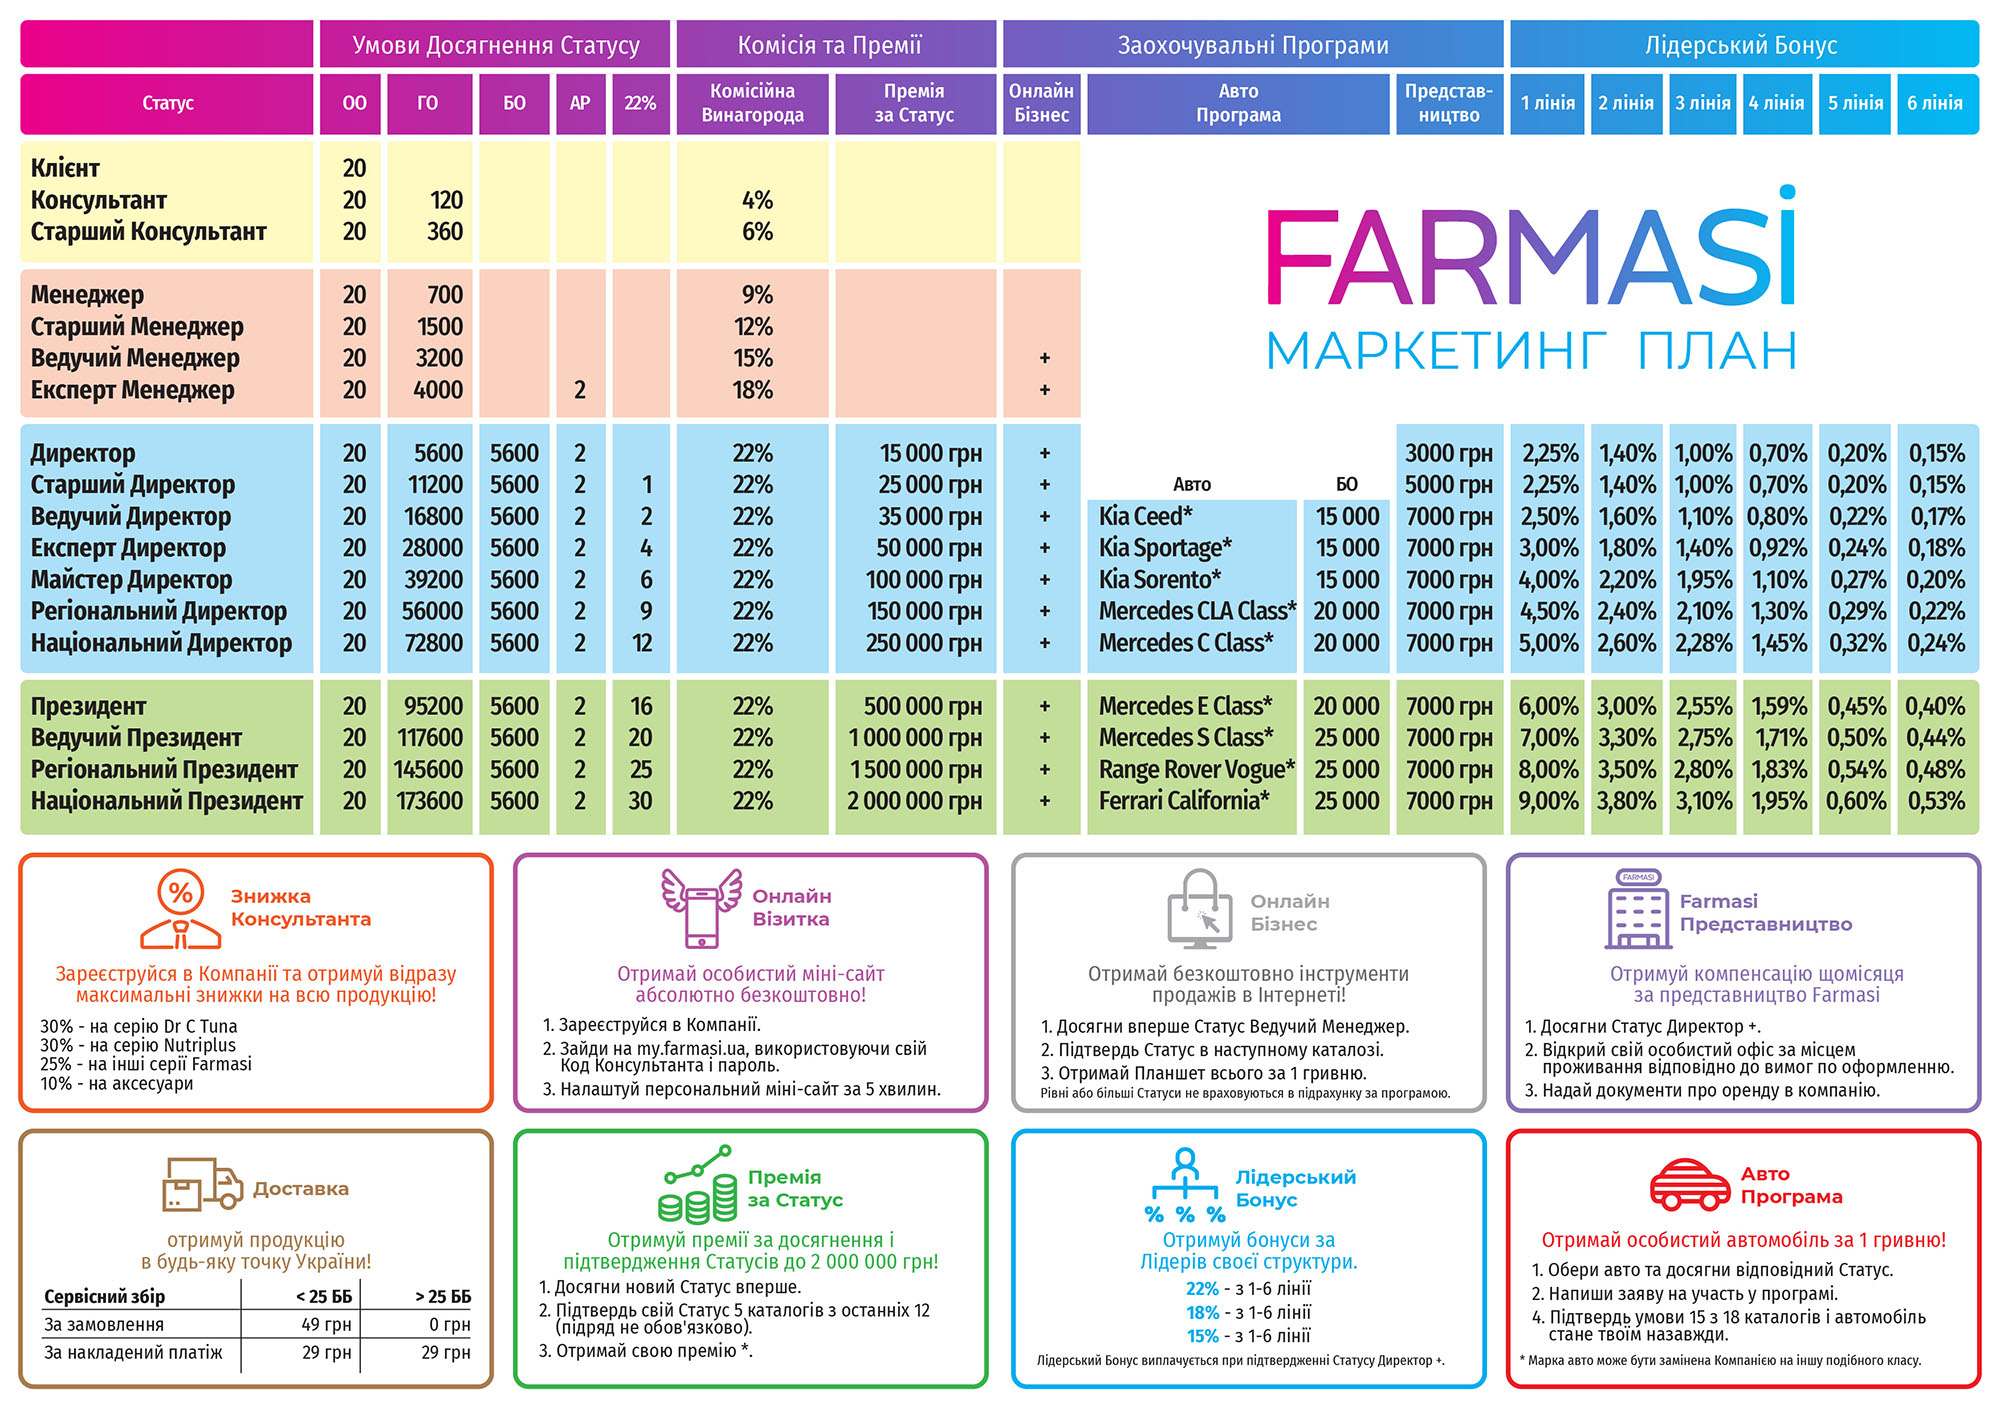 Умови Досягнення Статусу Комісія та Премії Заохочувальні Програми Лідерський Бонус
Статус ОО ГО БО АР 22% Комісійна Винагорода Премія за Статус Онлайн Бізнес Авто Програма Представ-ництво 1 лінія 2 лінія 3 лінія 4 лінія 5 лінія 6 лінія
Клієнт 20
Консультант 20 120 4%
Старший Консультант 20 360 6%
FARMASi
МАРКЕТИНГ ПЛАН
Менеджер 20 700 9%
Старший Менеджер 20 1500 12%
Ведучий Менеджер 20 3200 15% +
Експерт Менеджер 20 4000 2 18% +
Директор 20 5600 5600 2 22% 15 000 грн + 3000 грн 2,25% 1,40% 1,00% 0,70% 0,20% 0,15%
Старший Директор 20 11200 5600 2 1 22% 25 000 грн + Авто БО 5000 грн 2,25% 1,40% 1,00% 0,70% 0,20% 0,15%
Ведучий Директор 20 16800 5600 2 2 22% 35 000 грн + Kia Ceed* 15 000 7000 грн 2,50% 1,60% 1,10% 0,80% 0,22% 0,17%
Експерт Директор 20 28000 5600 2 4 22% 50 000 грн + Kia Sportage* 15 000 7000 грн 3,00% 1,80% 1,40% 0,92% 0,24% 0,18%
Майстер Директор 20 39200 5600 2 6 22% 100 000 грн + Kia Sorento* 15 000 7000 грн 4,00% 2,20% 1,95% 1,10% 0,27% 0,20%
Регіональний Директор 20 56000 5600 2 9 22% 150 000 грн + Mercedes CLA Class* 20 000 7000 грн 4,50% 2,40% 2,10% 1,30% 0,29% 0,22%
Національний Директор 20 72800 5600 2 12 22% 250 000 грн + Mercedes C Class* 20 000 7000 грн 5,00% 2,60% 2,28% 1,45% 0,32% 0,24%
Президент 20 95200 5600 2 16 22% 500 000 грн + Mercedes E Class* 20 000 7000 грн 6,00% 3,00% 2,55% 1,59% 0,45% 0,40%
Ведучий Президент 20 117600 5600 2 20 22% 1 000 000 грн + Mercedes S Class* 25 000 7000 грн 7,00% 3,30% 2,75% 1,71% 0,50% 0,44%
Регіональний Президент 20 145600 5600 2 25 22% 1 500 000 грн + Range Rover Vogue* 25 000 7000 грн 8,00% 3,50% 2,80% 1,83% 0,54% 0,48%
Національний Президент 20 173600 5600 2 30 22% 2 000 000 грн + Ferrari California* 25 000 7000 грн 9,00% 3,80% 3,10% 1,95% 0,60% 0,53%
%
Знижка
Консультанта
Зареєструйся в Компанії та отримуй відразу
максимальні знижки на всю продукцію!
30% - на серію Dr C Tuna
30% - на серію Nutriplus
25% - на інші серії Farmasi
10% - на аксесуари
Онлайн
Візитка
Отримай особистий міні-сайт
абсолютно безкоштовно!
1. Зареєструйся в Компанії.
2. Зайди на my.farmasi.ua, використовуючи свій
Код Консультанта і пароль.
3. Налаштуй персональний міні-сайт за 5 хвилин.
Онлайн
Бізнес
Отримай безкоштовно інструменти
продажів в Інтернеті!
1. Досягни вперше Статус Ведучий Менеджер.
2. Підтвердь Статус в наступному каталозі.
3. Отримай Планшет всього за 1 гривню.
Рівні або більші Статуси не враховуються в підрахунку за програмою.
FARMASI
Farmasi
Представництво
Отримуй компенсацію щомісяця
за представництво Farmasi
1. Досягни Статус Директор +.
2. Відкрий свій особистий офіс за місцем
проживання відповідно до вимог по оформленню.
3. Надай документи про оренду в компанію.
Доставка
отримуй продукцію
в будь-яку точку України!
Сервісний збір < 25 ББ > 25 ББ
За замовлення 49 грн 0 грн
За накладений платіж 29 грн 29 грн
Премія
за Статус
Отримуй премії за досягнення і
підтвердження Статусів до 2 000 000 грн!
1. Досягни новий Статус вперше.
2. Підтвердь свій Статус 5 каталогів з останніх 12
(підряд не обов'язково).
3. Отримай свою премію *.
% % %
Лідерський
Бонус
Отримуй бонуси за
Лідерів своєї структури.
22% - з 1-6 лінії
18% - з 1-6 лінії
15% - з 1-6 лінії
Лідерський Бонус виплачується при підтвердженні Статусу Директор +.
Авто
Програма
Отримай особистий автомобіль за 1 гривню!
1. Обери авто та досягни відповідний Статус.
2. Напиши заяву на участь у програмі.
4. Підтвердь умови 15 з 18 каталогів і автомобіль
стане твоїм назавжди.
* Марка авто може бути замінена Компанією на іншу подібного класу.